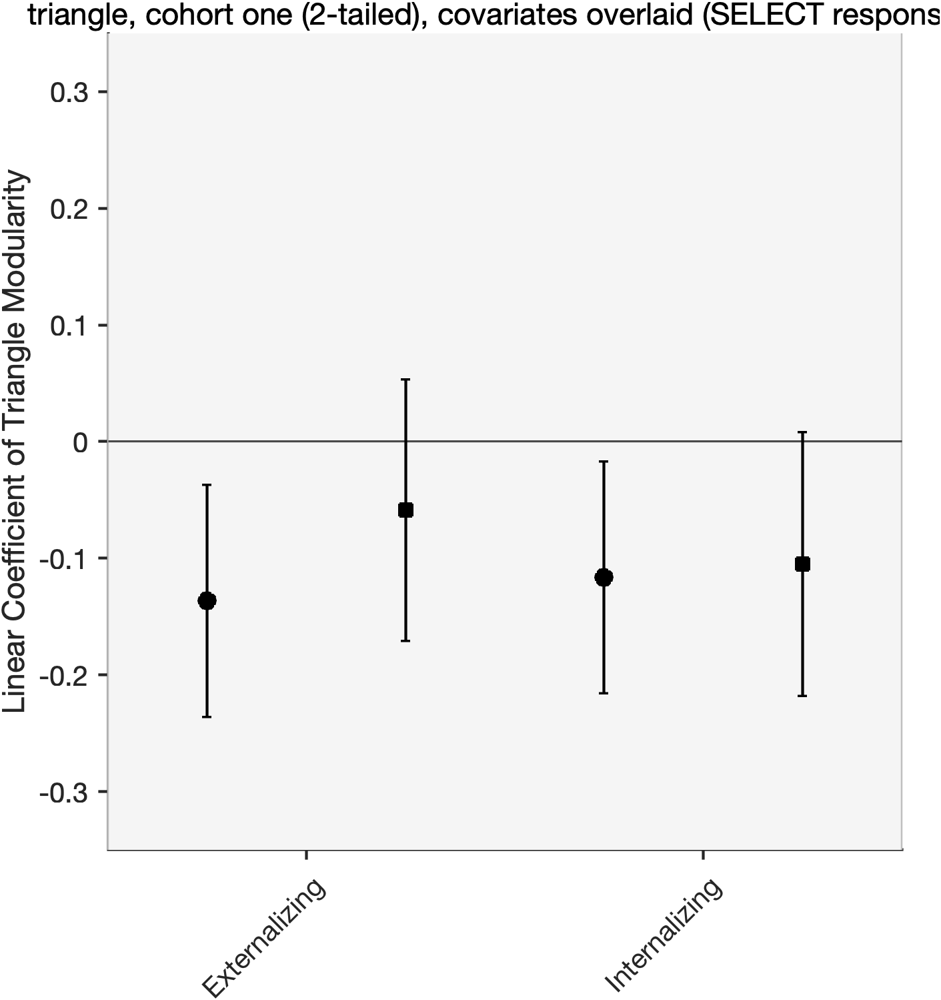 triangle, cohort one (2-tailed), covariates overlaid (SELECT respons
Linear Coefficient of Triangle Modularity
0.3
0.2
0.1
0
-0.1
-0.2
-0.3
Externalizing
Internalizing